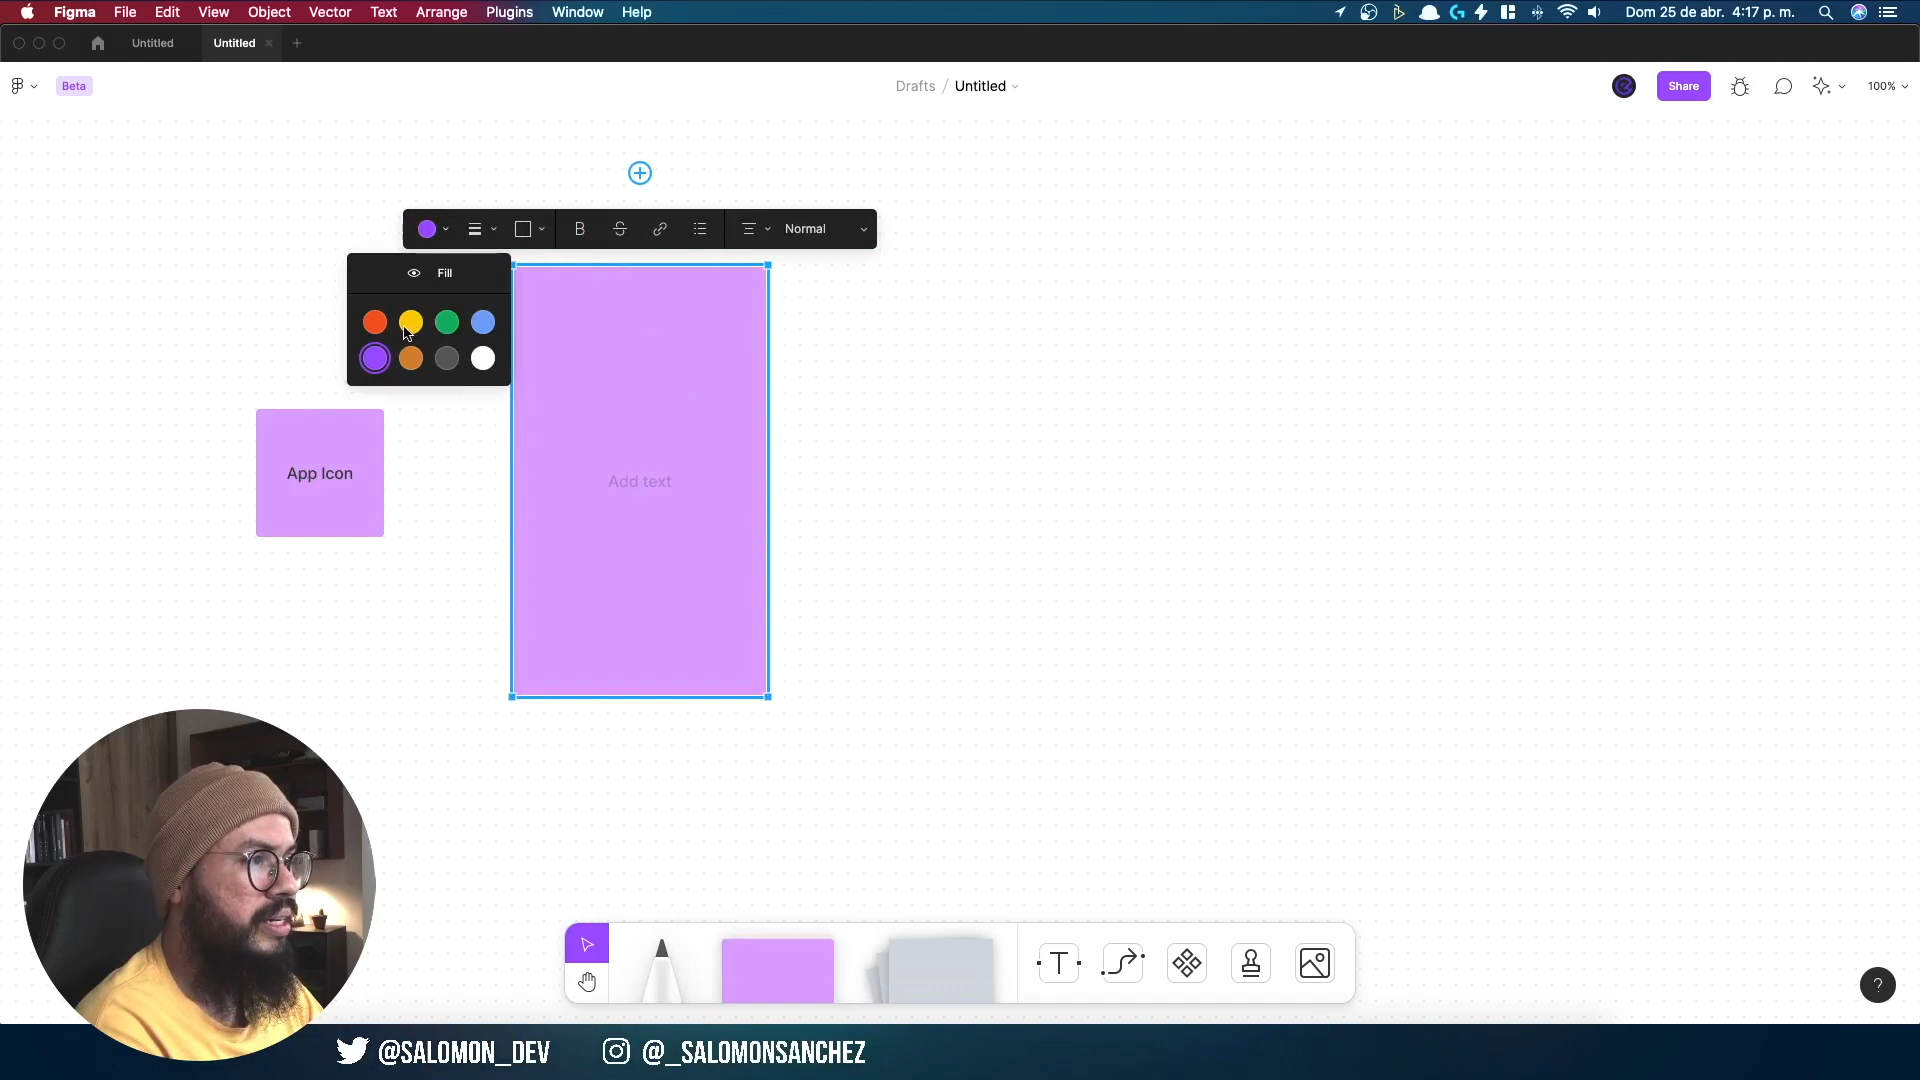 Figma File Edit View Object Vector Text Arrange Plugins Window Help Dom 25 de abr. 4:17 p. m.
Untitled Untitled
Beta Drafts / Untitled Share 100%
B S Normal
Fill
App Icon
Add text
T
?
@SALOMON_DEV @_SALOMONSANCHEZ